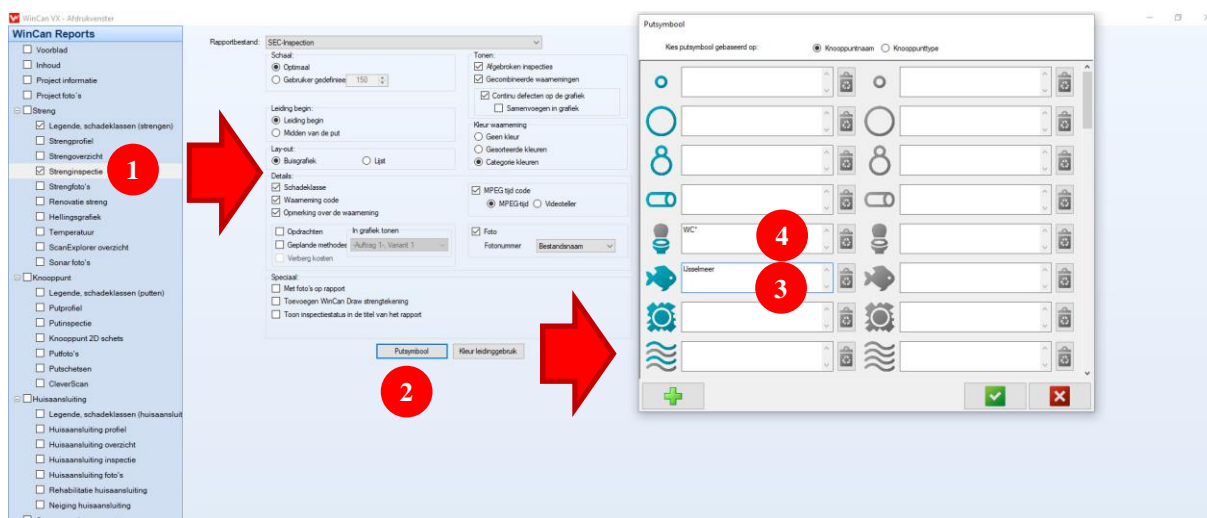 WinCan VX - Afdrukvenster
WinCan Reports
Voorblad
Inhoud
Project informatie
Project foto's
Streng
Legende, schadeklassen (strengen)
Strengprofiel
Strengoverzicht
Strenginspectie
Strengfoto's
Renovatie streng
Hellingsgrafiek
Temperatuur
ScanExplorer overzicht
Sonar foto's
Knooppunt
Legende, schadeklassen (putten)
Putprofiel
Putinspectie
Knooppunt 2D schets
Putfoto's
Putschetsen
CleverScan
Huisaansluiting
Legende, schadeklassen (huisaansluit
Huisaansluiting profiel
Huisaansluiting overzicht
Huisaansluiting inspectie
Huisaansluiting foto's
Rehabilitatie huisaansluiting
Neiging huisaansluiting
1
Rapportbestand: SEC-Inspection
Schaal:
Optimaal
Gebruiker gedefiniee 150
Leiding begin:
Leiding begin
Midden van de put
Lay-out:
Buisgrafiek Lijst
Details:
Schadeklasse
Waarneming code
Opmerking over de waarneming
Opdrachten In grafiek tonen
Geplande methodes -Auftrag 1-, Variant 1
Verberg kosten
Speciaal:
Met foto's op rapport
Toevoegen WinCan Draw strengtekening
Toon inspectiestatus in de titel van het rapport
Tonen:
Afgebroken inspecties
Gecombineerde waarnemingen
Continu defecten op de grafiek
Samenvoegen in grafiek
Kleur waarneming
Geen kleur
Gesorteerde kleuren
Categorie kleuren
MPEG tijd code
MPEG-tijd Videoteller
Foto
Fotonummer Bestandsnaam
Putsymbool Kleur leidinggebruik
2
Putsymbool
Kies putsymbool gebaseerd op: Knooppuntnaam Knooppunttype
WC*
4
IJsselmeer
3